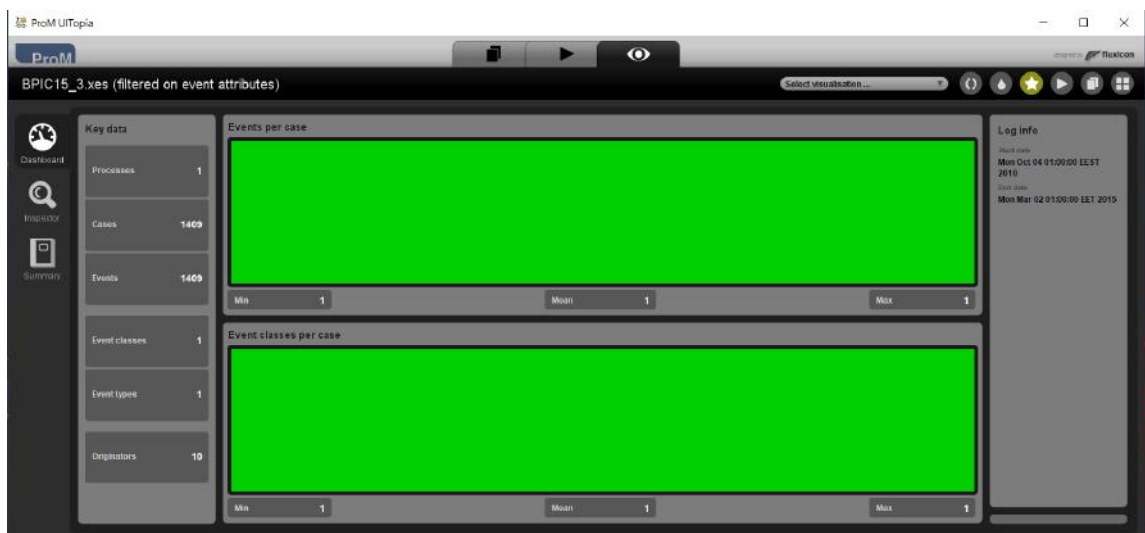 ProM UITopia
ProM
fluxicon
BPIC15_3.xes (filtered on event attributes)
Select visualisation ...
Dashboard
Inspector
Summary
Key data
Processes 1
Cases 1409
Events 1409
Event classes 1
Event types 1
Originators 10
Events per case
Min 1
Mean 1
Max 1
Event classes per case
Min 1
Mean 1
Max 1
Log info
Start date
Mon Oct 04 01:00:00 EEST
2010
End date
Mon Mar 02 01:00:00 EET 2015